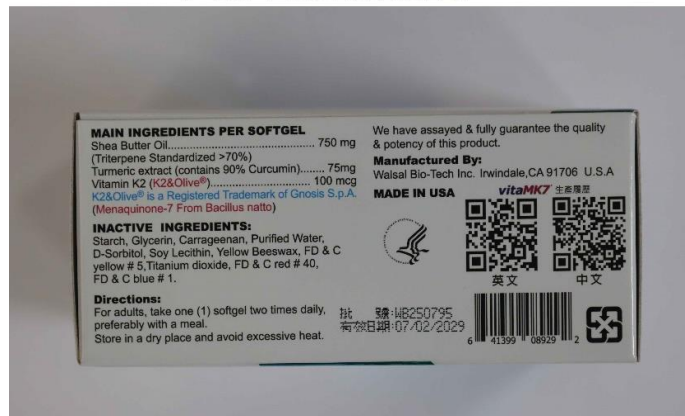 MAIN INGREDIENTS PER SOFTGEL
Shea Butter Oil........................................ 750 mg
(Triterpene Standardized >70%)
Turmeric extract (contains 90% Curcumin)....... 75mg
Vitamin K2 (K2&Olive®)............................ 100 mcg
K2&Olive® is a Registered Trademark of Gnosis S.p.A.
(Menaquinone-7 From Bacillus natto)
INACTIVE INGREDIENTS:
Starch, Glycerin, Carrageenan, Purified Water,
D-Sorbitol, Soy Lecithin, Yellow Beeswax, FD & C
yellow # 5,Titanium dioxide, FD & C red # 40,
FD & C blue # 1.
Directions:
For adults, take one (1) softgel two times daily,
preferably with a meal.
Store in a dry place and avoid excessive heat.
We have assayed & fully guarantee the quality
& potency of this product.
Manufactured By:
Walsal Bio-Tech Inc. Irwindale,CA 91706 U.S.A
MADE IN USA
vitaMK7® 生產履歷
英文
中文
批 號:WB250795
有效日期:07/02/2029
6 41399 08929 2